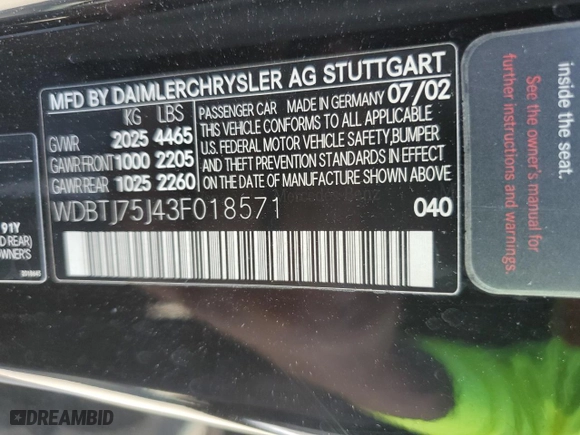 MFD BY DAIMLERCHRYSLER AG STUTTGART
KG LBS
GVWR 2025 4465
GAWR FRONT 1000 2205
GAWR REAR 1025 2260
PASSENGER CAR MADE IN GERMANY 07/02
THIS VEHICLE CONFORMS TO ALL APPLICABLE
U.S. FEDERAL MOTOR VEHICLE SAFETY,BUMPER
AND THEFT PREVENTION STANDARDS IN EFFECT
ON THE DATE OF MANUFACTURE SHOWN ABOVE
WDBTJ75J43F018571 040
91Y
D REAR)
OWNER'S
inside the seat.
See the owner's manual for
further instructions and warnings.
DREAMBID